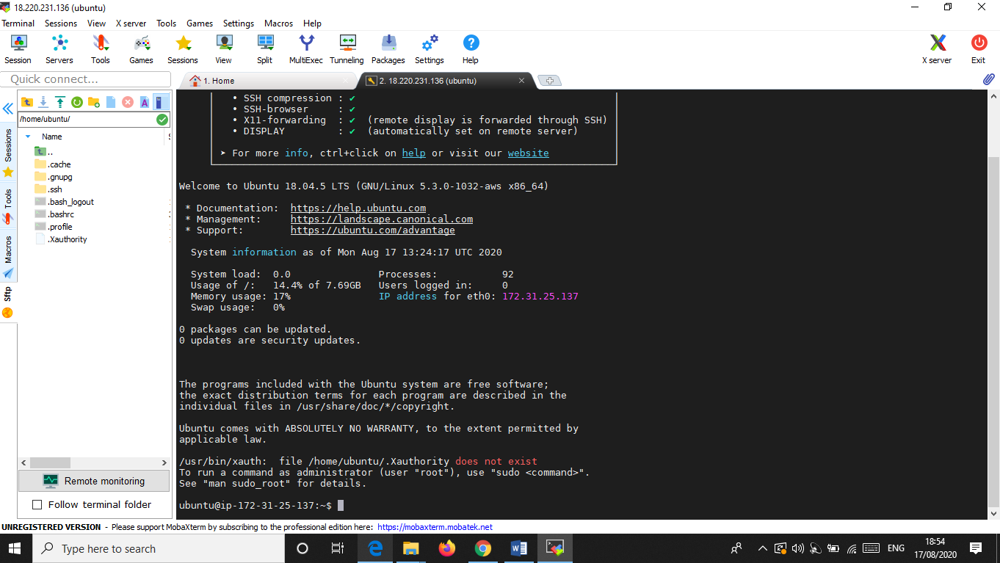 18.220.231.136 (ubuntu)
Terminal Sessions View X server Tools Games Settings Macros Help
Session Servers Tools Games Sessions View Split MultiExec Tunneling Packages Settings Help X server Exit
Quick connect...
1. Home
2. 18.220.231.136 (ubuntu)
/home/ubuntu/
Name
..
.cache
.gnupg
.ssh
.bash_logout
.bashrc
.profile
.Xauthority
Sessions
Tools
Macros
Sftp
Remote monitoring
Follow terminal folder
• SSH compression : ✔
• SSH-browser : ✔
• X11-forwarding : ✔ (remote display is forwarded through SSH)
• DISPLAY : ✔ (automatically set on remote server)
➤ For more info, ctrl+click on help or visit our website
Welcome to Ubuntu 18.04.5 LTS (GNU/Linux 5.3.0-1032-aws x86_64)
* Documentation: https://help.ubuntu.com
* Management: https://landscape.canonical.com
* Support: https://ubuntu.com/advantage
System information as of Mon Aug 17 13:24:17 UTC 2020
System load: 0.0 Processes: 92
Usage of /: 14.4% of 7.69GB Users logged in: 0
Memory usage: 17% IP address for eth0: 172.31.25.137
Swap usage: 0%
0 packages can be updated.
0 updates are security updates.
The programs included with the Ubuntu system are free software;
the exact distribution terms for each program are described in the
individual files in /usr/share/doc/*/copyright.
Ubuntu comes with ABSOLUTELY NO WARRANTY, to the extent permitted by
applicable law.
/usr/bin/xauth: file /home/ubuntu/.Xauthority does not exist
To run a command as administrator (user "root"), use "sudo <command>".
See "man sudo_root" for details.
ubuntu@ip-172-31-25-137:~$
UNREGISTERED VERSION - Please support MobaXterm by subscribing to the professional edition here: https://mobaxterm.mobatek.net
Type here to search
ENG
18:54
17/08/2020